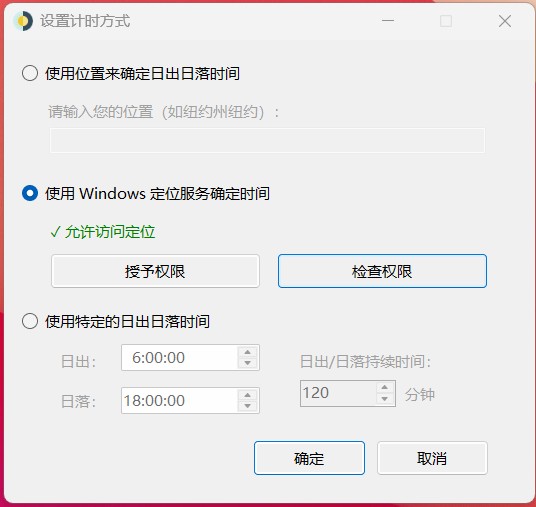 设置计时方式
使用位置来确定日出日落时间
请输入您的位置（如纽约州纽约）：
使用 Windows 定位服务确定时间
✓ 允许访问定位
授予权限
检查权限
使用特定的日出日落时间
日出： 6:00:00 日出/日落持续时间：
日落： 18:00:00 120 分钟
确定
取消